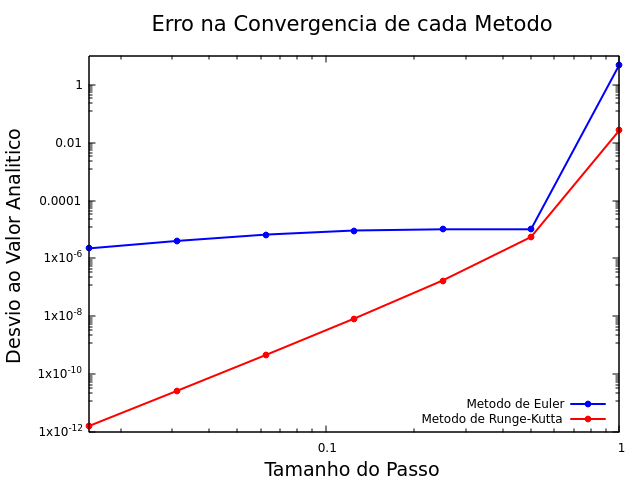 Erro na Convergencia de cada Metodo
Desvio ao Valor Analitico
1
0.01
0.0001
1x10-6
1x10-8
1x10-10
1x10-12
Metodo de Euler
Metodo de Runge-Kutta
0.1
1
Tamanho do Passo